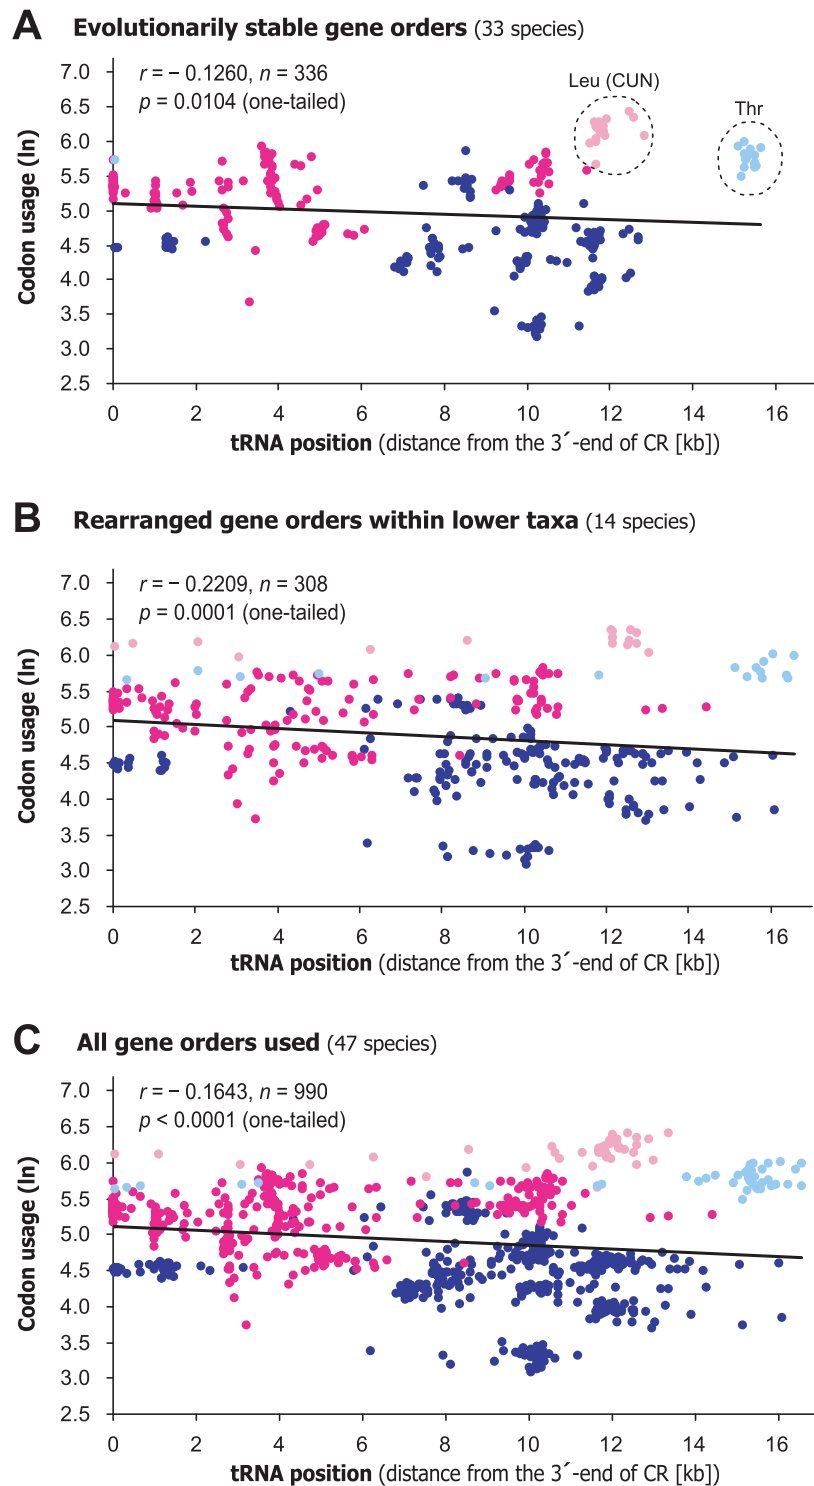 A Evolutionarily stable gene orders (33 species)
r = − 0.1260, n = 336
p = 0.0104 (one-tailed)
Leu (CUN)
Thr
Codon usage (ln)
7.0
6.5
6.0
5.5
5.0
4.5
4.0
3.5
3.0
2.5
0 2 4 6 8 10 12 14 16
tRNA position (distance from the 3´-end of CR [kb])
B Rearranged gene orders within lower taxa (14 species)
r = − 0.2209, n = 308
p = 0.0001 (one-tailed)
Codon usage (ln)
7.0
6.5
6.0
5.5
5.0
4.5
4.0
3.5
3.0
2.5
0 2 4 6 8 10 12 14 16
tRNA position (distance from the 3´-end of CR [kb])
C All gene orders used (47 species)
r = − 0.1643, n = 990
p < 0.0001 (one-tailed)
Codon usage (ln)
7.0
6.5
6.0
5.5
5.0
4.5
4.0
3.5
3.0
2.5
0 2 4 6 8 10 12 14 16
tRNA position (distance from the 3´-end of CR [kb])